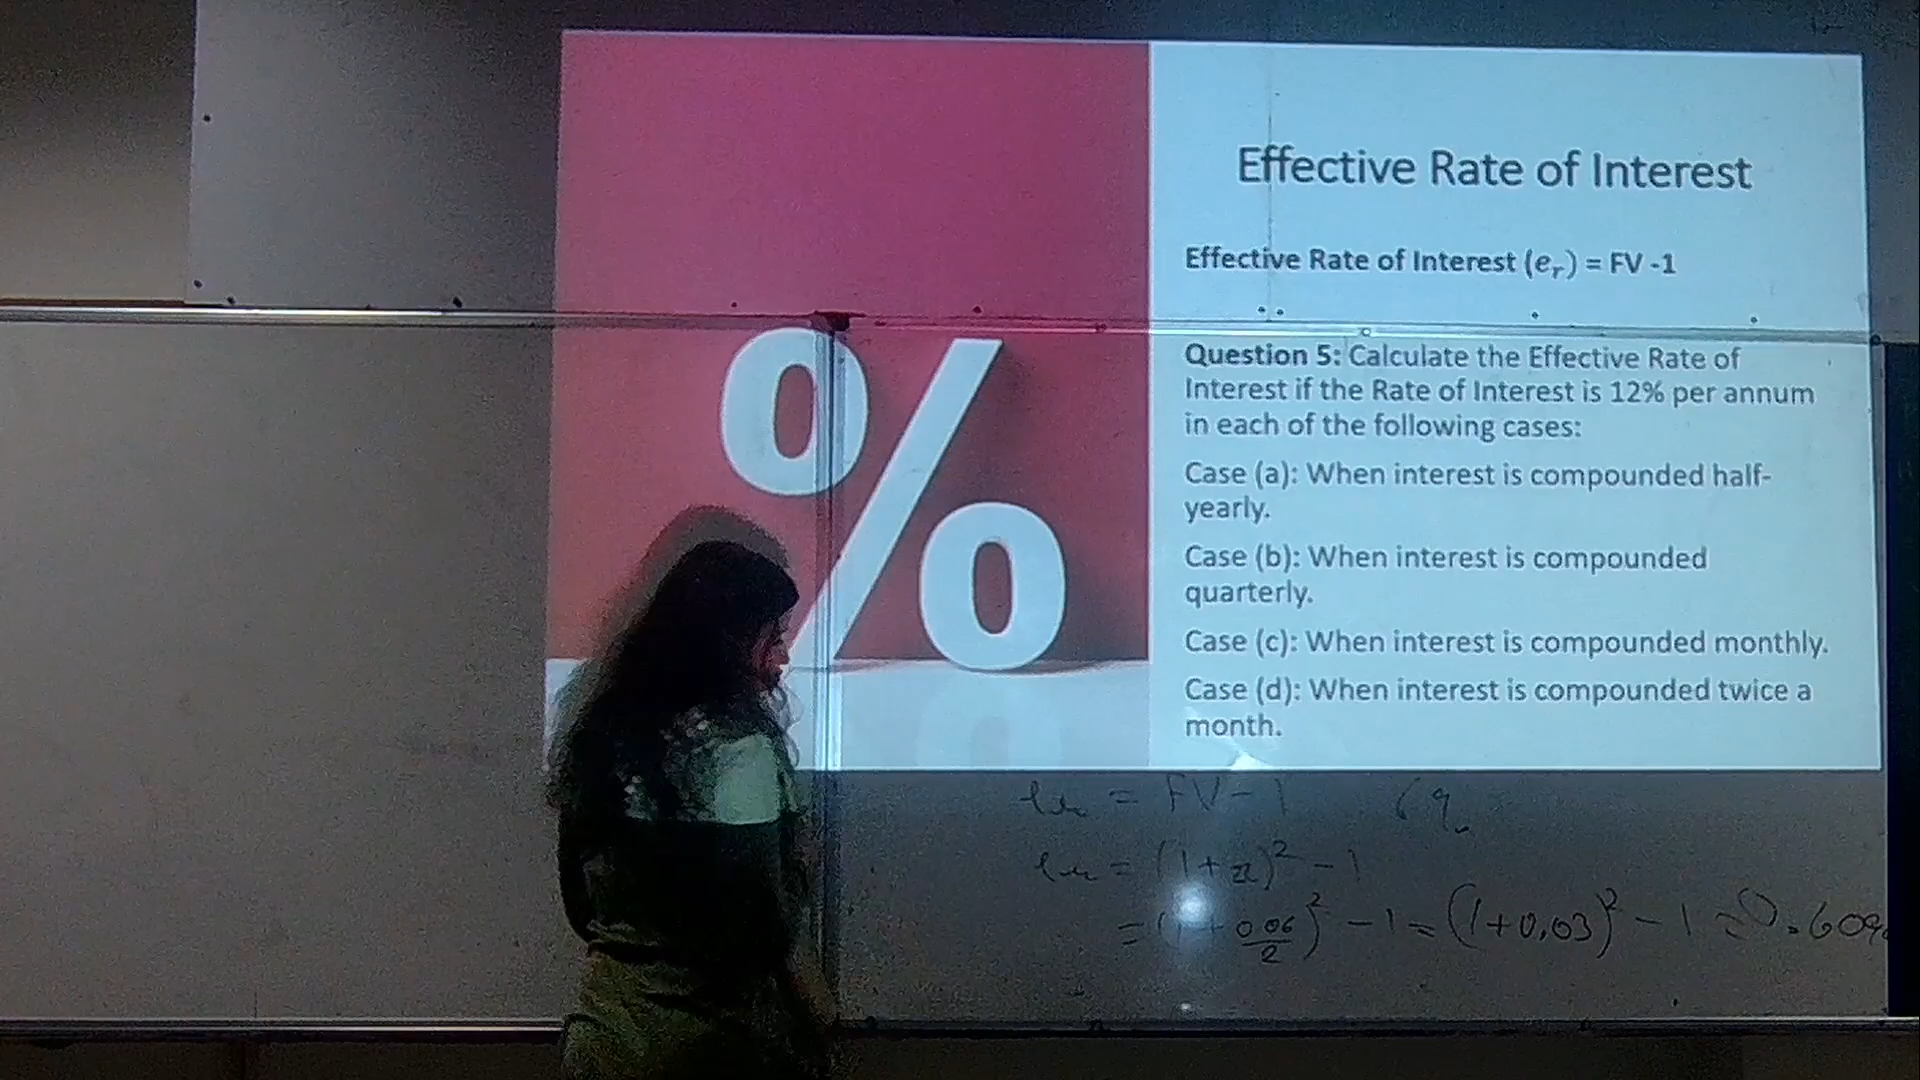 Effective Rate of Interest
Effective Rate of Interest (eᵣ) = FV -1
Question 5: Calculate the Effective Rate of
Interest if the Rate of Interest is 12% per annum
in each of the following cases:
Case (a): When interest is compounded half-
yearly.
Case (b): When interest is compounded
quarterly.
Case (c): When interest is compounded monthly.
Case (d): When interest is compounded twice a
month.
%
= FV - 1
= (1 + )² - 1
= ( + 0.06/2)² - 1 = (1+0.03)² - 1 =